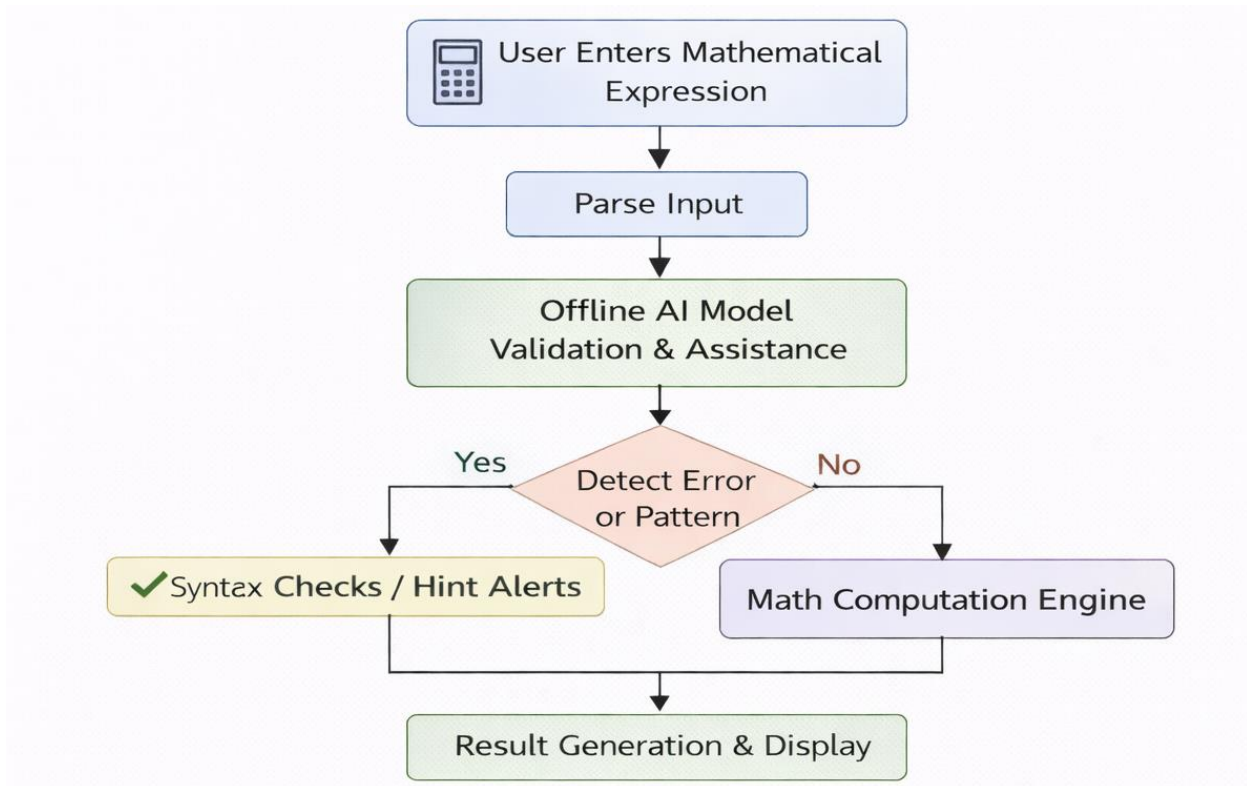 User Enters Mathematical
Expression
Parse Input
Offline AI Model
Validation & Assistance
Yes
No
Detect Error
or Pattern
Syntax Checks / Hint Alerts
Math Computation Engine
Result Generation & Display